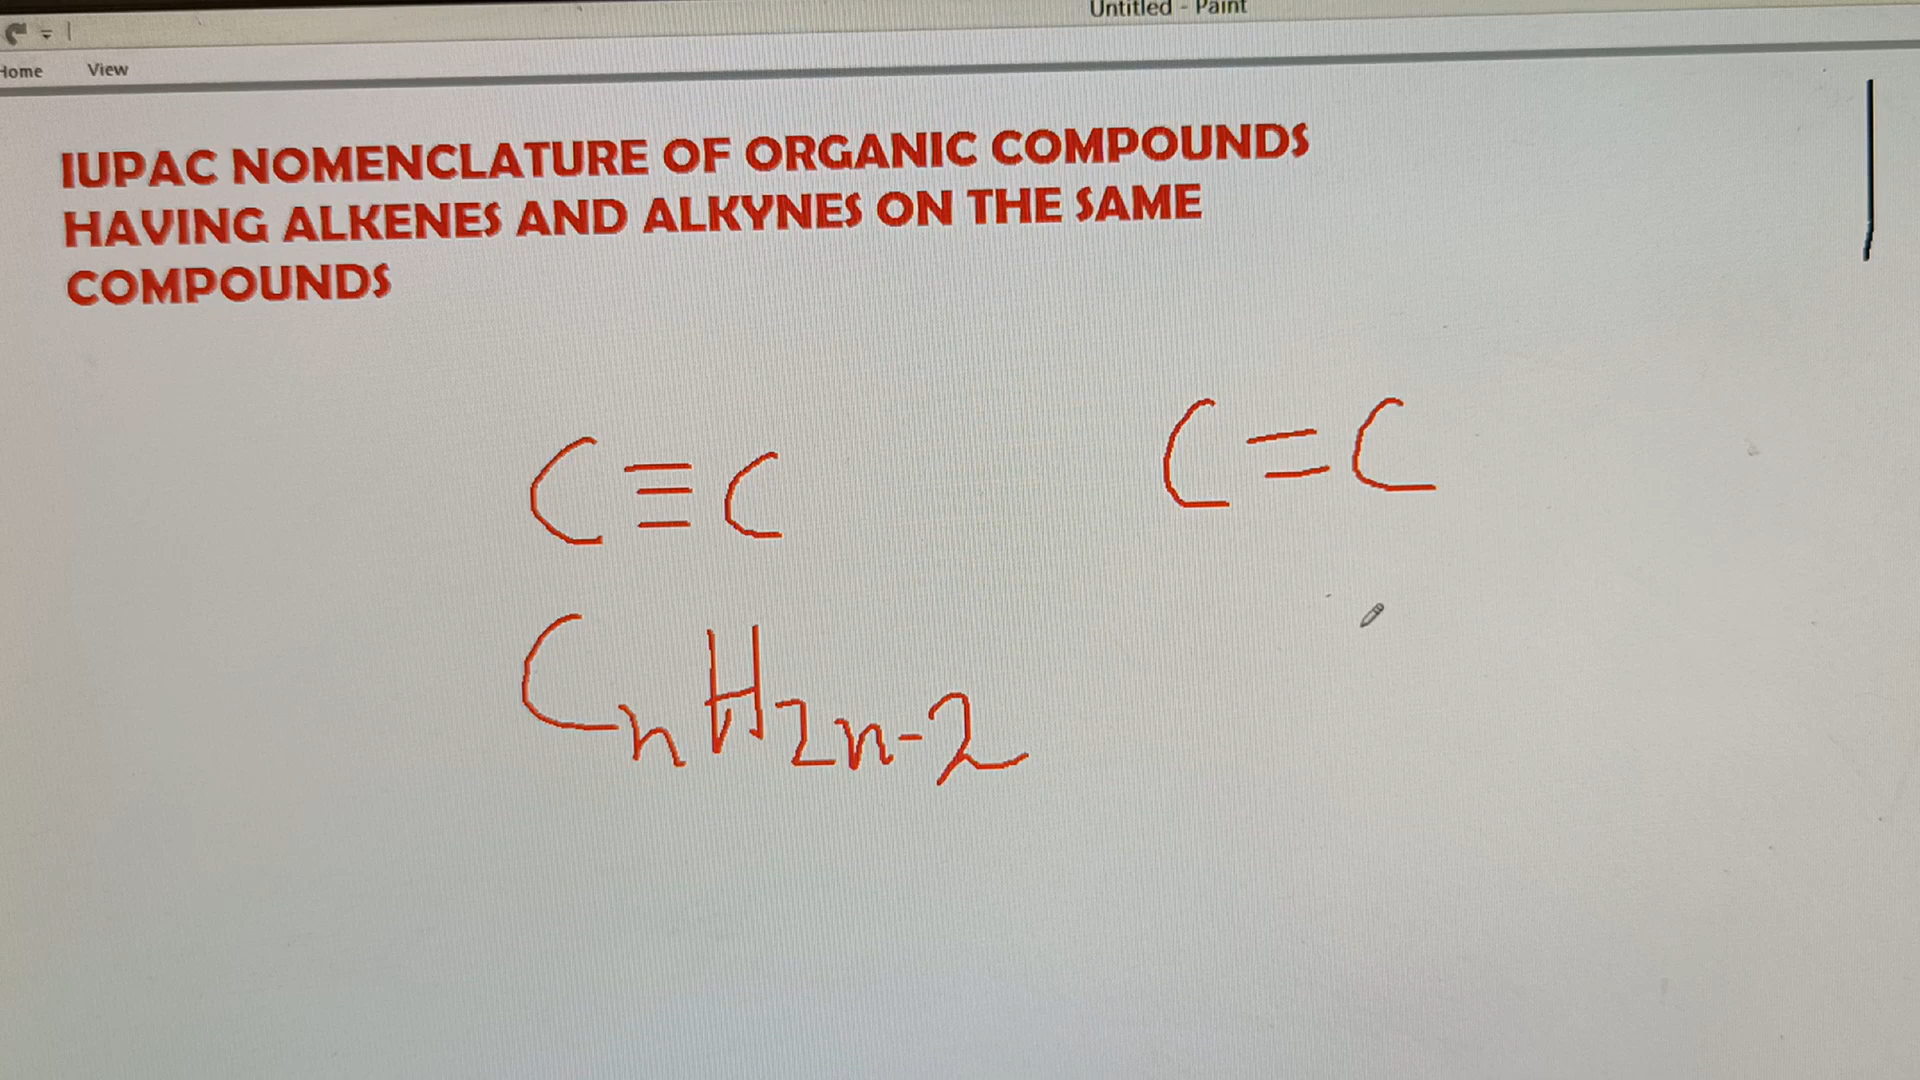 Untitled - Paint
Home View
IUPAC NOMENCLATURE OF ORGANIC COMPOUNDS
HAVING ALKENES AND ALKYNES ON THE SAME
COMPOUNDS
C≡C C=C
CnH2n-2